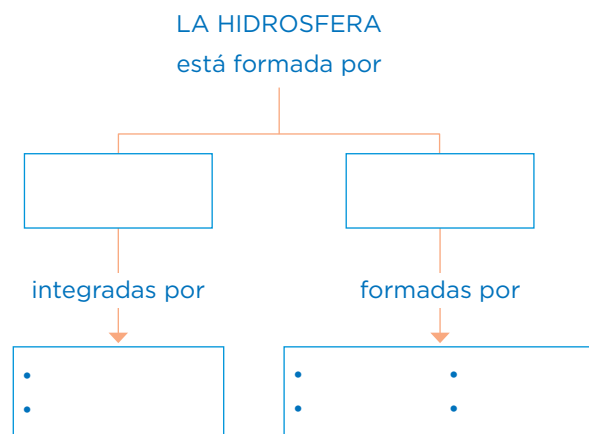 LA HIDROSFERA
está formada por
integradas por
formadas por